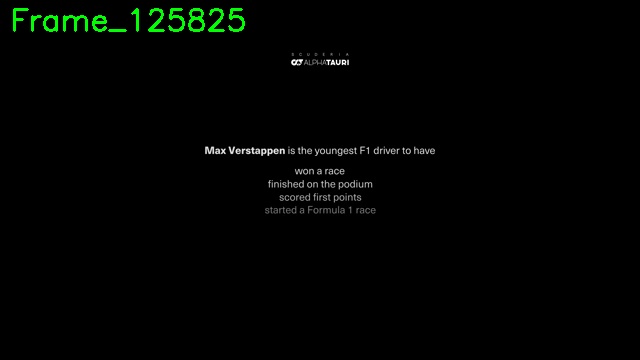 Frame_125825
SCUDERIA
ALPHATAURI
Max Verstappen is the youngest F1 driver to have
won a race
finished on the podium
scored first points
started a Formula 1 race